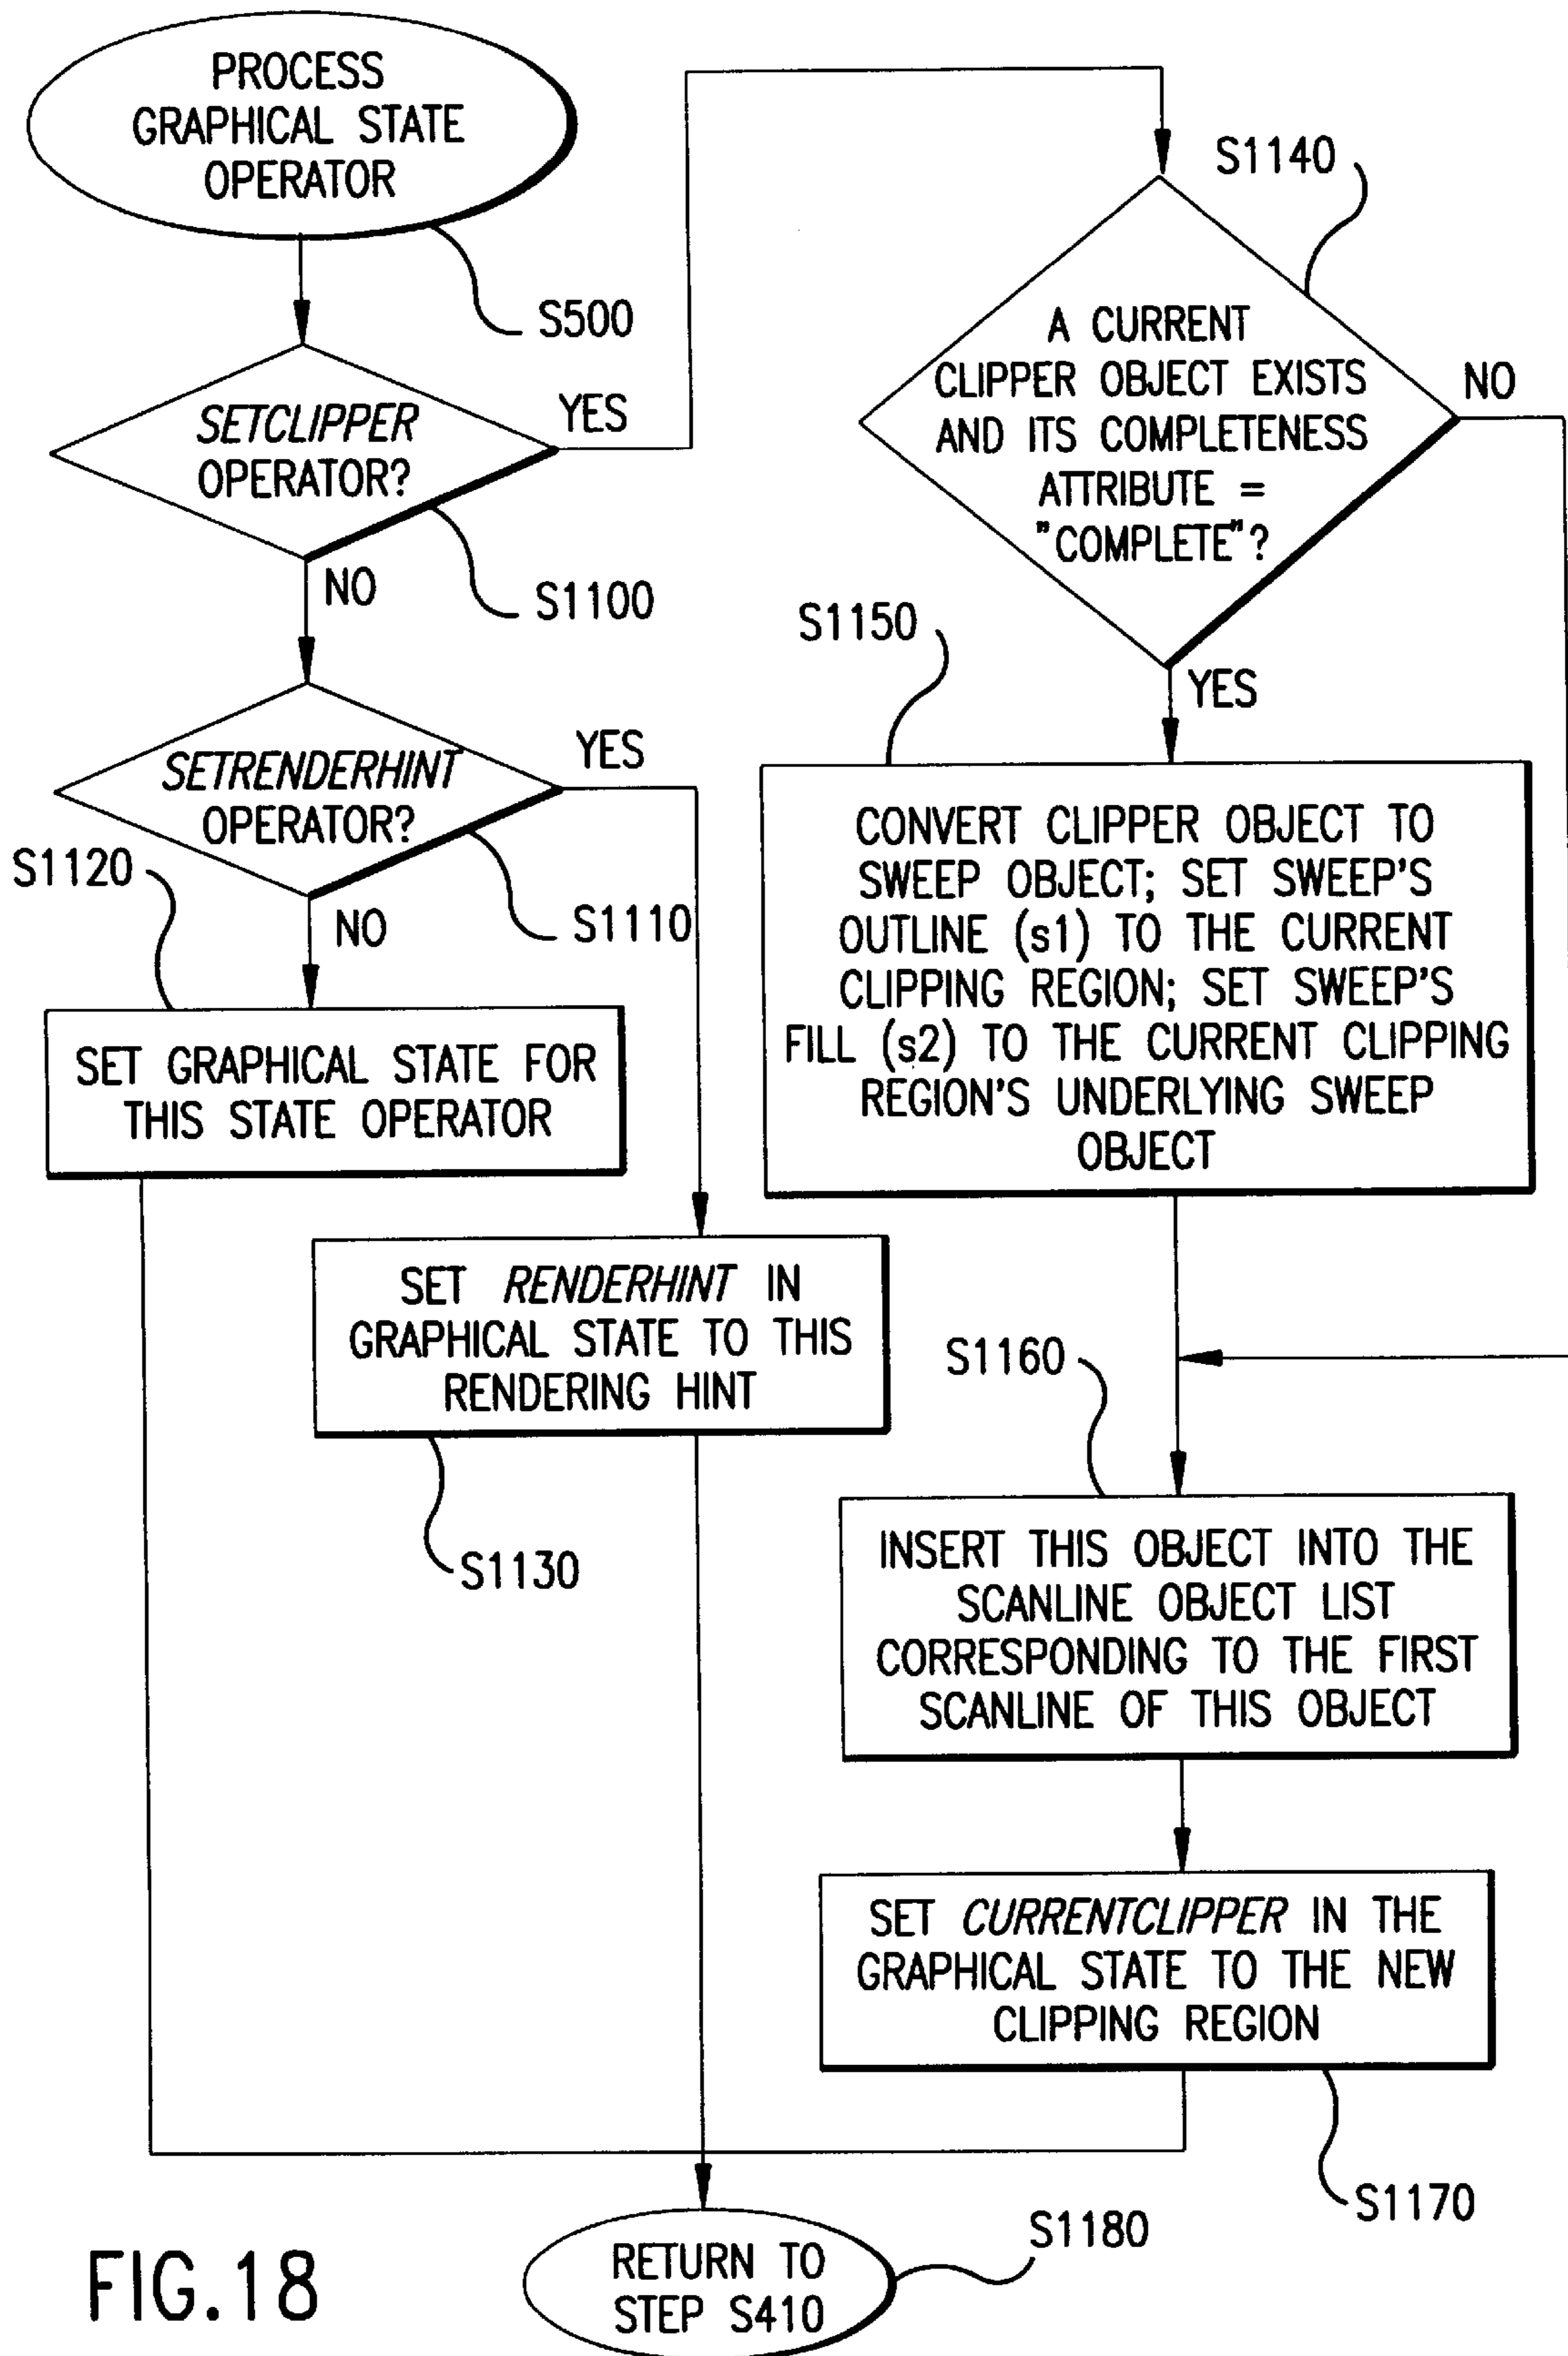 PROCESS
GRAPHICAL STATE
OPERATOR
S500
SETCLIPPER
OPERATOR?
YES
NO
S1100
SETRENDERHINT
OPERATOR?
YES
NO
S1110
S1120
SET GRAPHICAL STATE FOR
THIS STATE OPERATOR
SET RENDERHINT IN
GRAPHICAL STATE TO THIS
RENDERING HINT
S1130
S1140
A CURRENT
CLIPPER OBJECT EXISTS
AND ITS COMPLETENESS
ATTRIBUTE =
"COMPLETE"?
NO
YES
S1150
CONVERT CLIPPER OBJECT TO
SWEEP OBJECT; SET SWEEP'S
OUTLINE (s1) TO THE CURRENT
CLIPPING REGION; SET SWEEP'S
FILL (s2) TO THE CURRENT CLIPPING
REGION'S UNDERLYING SWEEP
OBJECT
S1160
INSERT THIS OBJECT INTO THE
SCANLINE OBJECT LIST
CORRESPONDING TO THE FIRST
SCANLINE OF THIS OBJECT
SET CURRENTCLIPPER IN THE
GRAPHICAL STATE TO THE NEW
CLIPPING REGION
S1170
RETURN TO
STEP S410
S1180
FIG.18